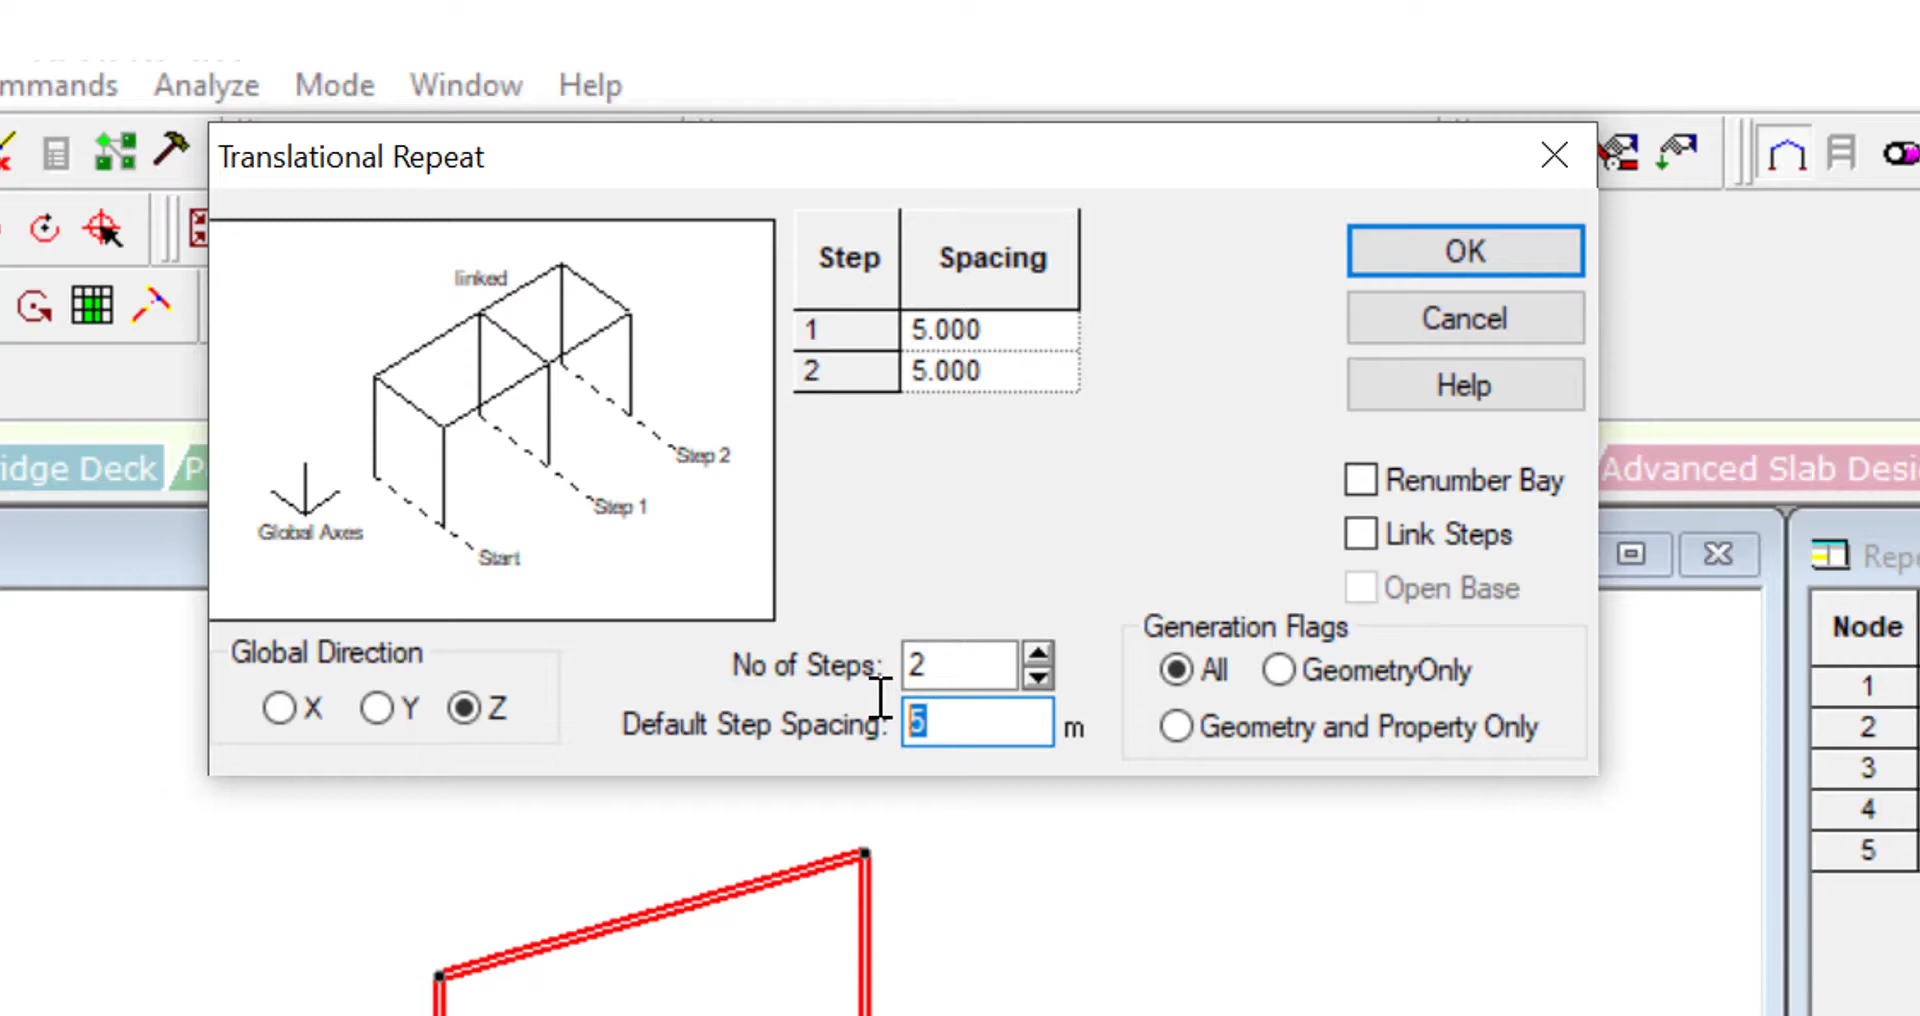 mmands Analyze Mode Window Help
Translational Repeat
linked
Step 2
Step 1
Start
Global Axes
Step Spacing
1 5.000
2 5.000
OK
Cancel
Help
Renumber Bay
Link Steps
Open Base
idge Deck P
Advanced Slab Desi
Global Direction
X Y Z
No of Steps: 2
Default Step Spacing: 5 m
Generation Flags
All GeometryOnly
Geometry and Property Only
Repe
Node
1
2
3
4
5